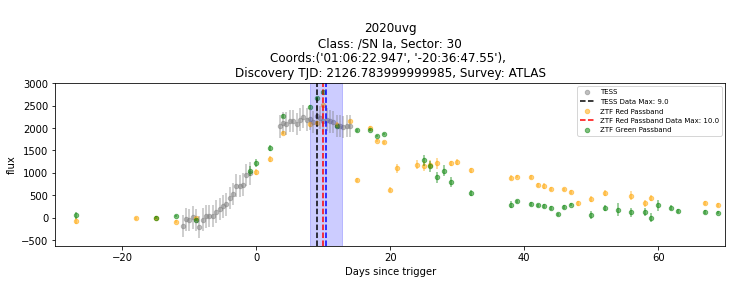 2020uvg
Class: /SN Ia, Sector: 30
Coords:('01:06:22.947', '-20:36:47.55'),
Discovery TJD: 2126.783999999985, Survey: ATLAS
3000
2500
2000
1500
1000
500
0
−500
flux
TESS
TESS Data Max: 9.0
ZTF Red Passband
ZTF Red Passband Data Max: 10.0
ZTF Green Passband
−20
0
20
40
60
Days since trigger